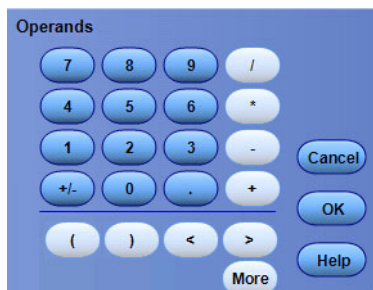 Operands
7 8 9 /
4 5 6 *
1 2 3 -
Cancel
+/- 0 . +
OK
( ) < >
Help
More